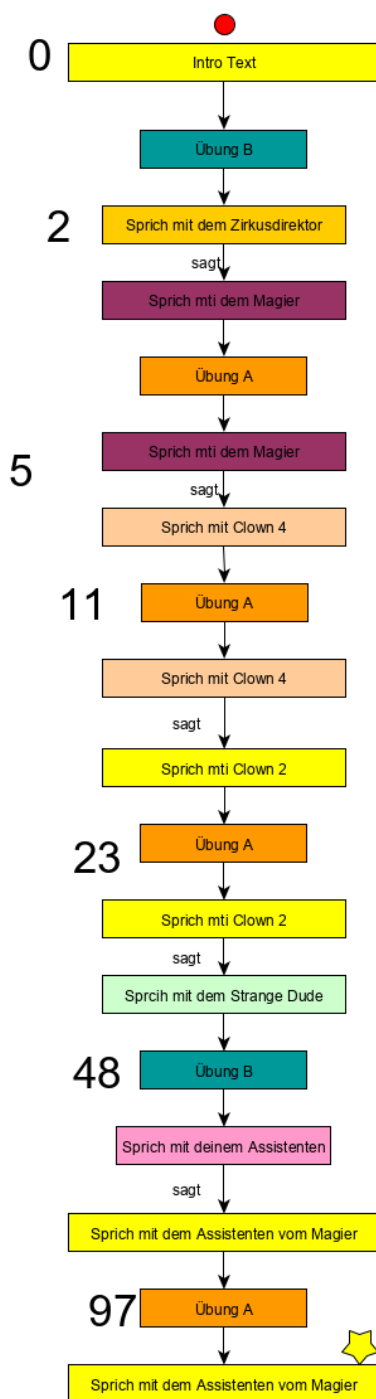 0
Intro Text
Übung B
2
Sprich mit dem Zirkusdirektor
sagt
Sprich mti dem Magier
Übung A
5
Sprich mti dem Magier
sagt
Sprich mit Clown 4
11
Übung A
Sprich mit Clown 4
sagt
Sprich mti Clown 2
23
Übung A
Sprich mti Clown 2
sagt
Sprcih mit dem Strange Dude
48
Übung B
Sprich mit deinem Assistenten
sagt
Sprich mit dem Assistenten vom Magier
97
Übung A
Sprich mit dem Assistenten vom Magier